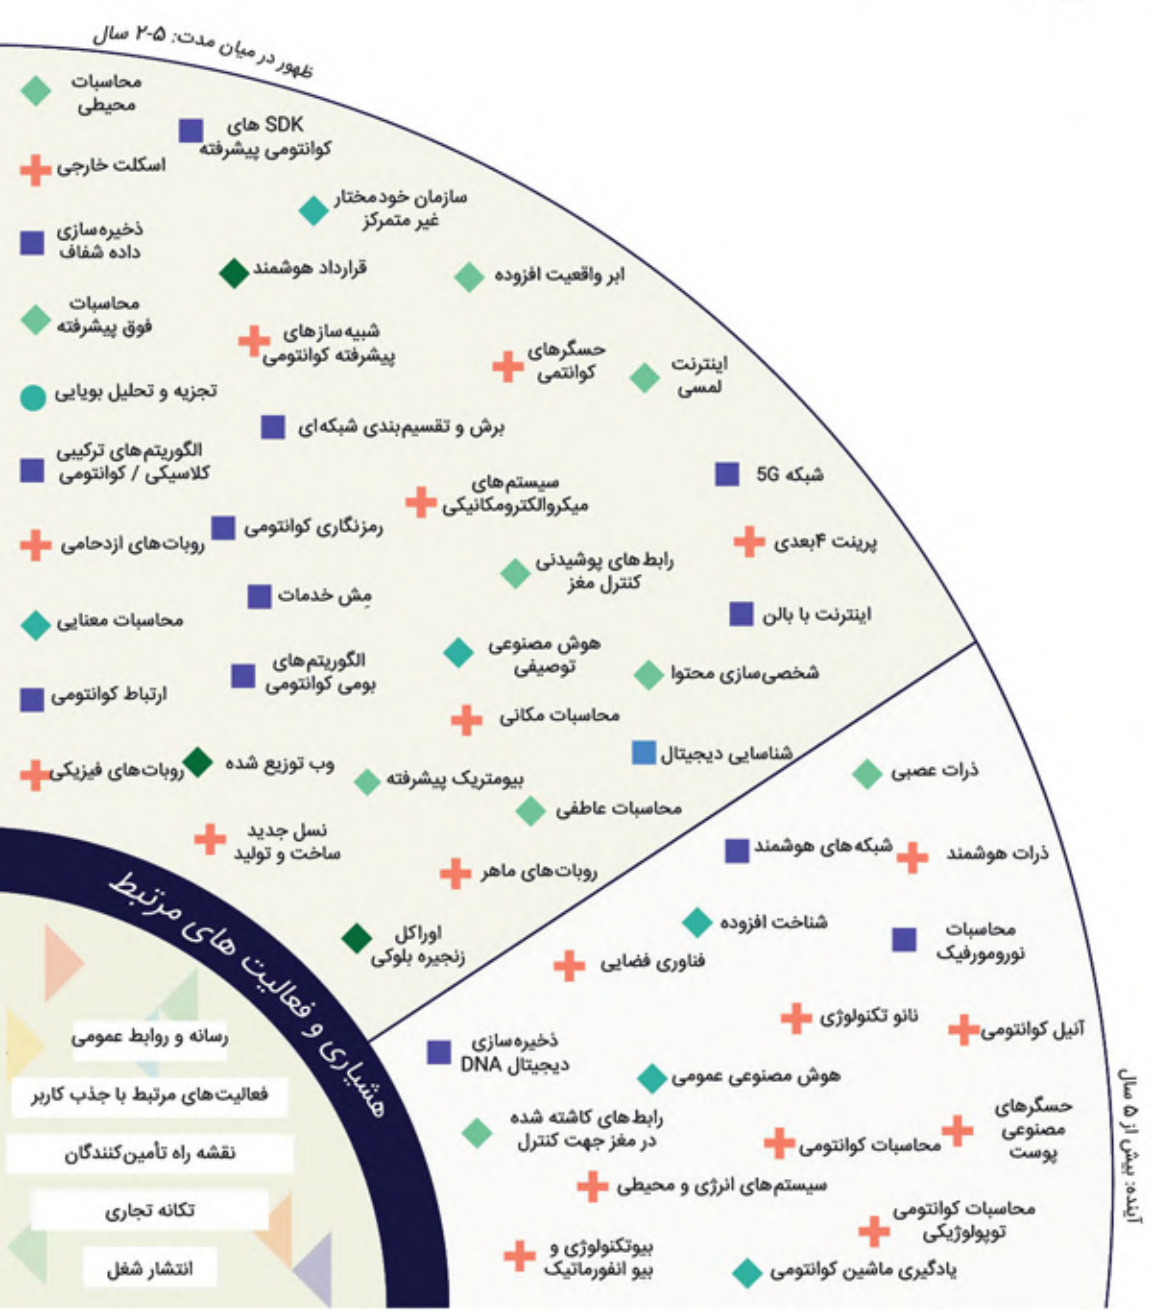 ظهور در میان مدت: ۵-۲ سال
محاسبات
محیطی
SDK های
کوانتومی پیشرفته
اسکلت خارجی
سازمان خودمختار
غیر متمرکز
ذخیره‌سازی
داده شفاف
قرارداد هوشمند
ابر واقعیت افزوده
محاسبات
فوق پیشرفته
شبیه‌سازهای
پیشرفته کوانتومی
حسگرهای
کوانتمی
اینترنت
لمسی
تجزیه و تحلیل بویایی
برش و تقسیم‌بندی شبکه‌ای
الگوریتم‌های ترکیبی
کلاسیکی / کوانتومی
شبکه 5G
سیستم‌های
میکروالکترومکانیکی
رمزنگاری کوانتومی
روبات‌های ازدحامی
پرینت ۴بعدی
رابط‌های پوشیدنی
کنترل مغز
مِش خدمات
اینترنت با بالن
محاسبات معنایی
هوش مصنوعی
توصیفی
الگوریتم‌های
بومی کوانتومی
شخصی‌سازی محتوا
ارتباط کوانتومی
محاسبات مکانی
شناسایی دیجیتال
وب توزیع شده
روبات‌های فیزیکی
بیومتریک پیشرفته
محاسبات عاطفی
نسل جدید
ساخت و تولید
روبات‌های ماهر
اوراکل
زنجیره بلوکی
ذرات عصبی
شبکه‌های هوشمند
ذرات هوشمند
شناخت افزوده
محاسبات
نورومورفیک
فناوری فضایی
نانو تکنولوژی
آنیل کوانتومی
ذخیره‌سازی
دیجیتال DNA
هوش مصنوعی عمومی
رابط‌های کاشته شده
در مغز جهت کنترل
حسگرهای
مصنوعی
پوست
محاسبات کوانتومی
سیستم‌های انرژی و محیطی
محاسبات کوانتومی
توپولوژیکی
بیوتکنولوژی و
بیو انفورماتیک
یادگیری ماشین کوانتومی
آینده: بیش از ۵ سال
هشیاری و فعالیت های مرتبط
رسانه و روابط عمومی
فعالیت‌های مرتبط با جذب کاربر
نقشه راه تأمین‌کنندگان
تکانه تجاری
انتشار شغل